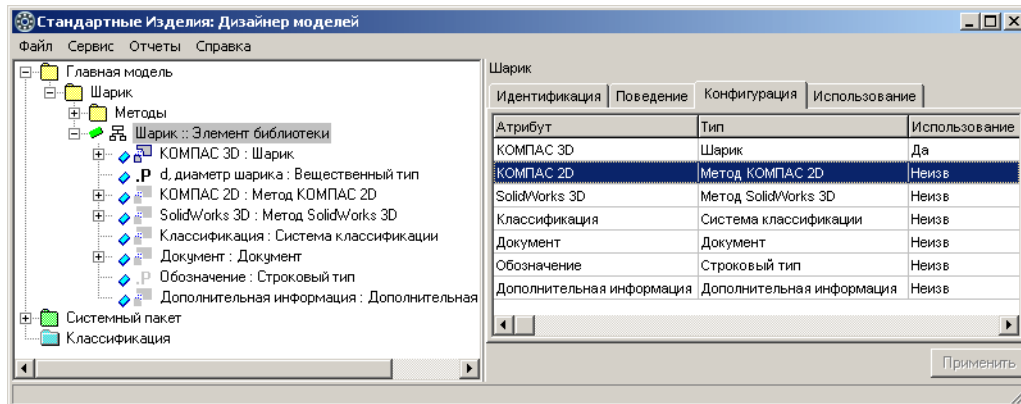 Стандартные Изделия: Дизайнер моделей
Файл Сервис Отчеты Справка
Главная модель
Шарик
Методы
Шарик :: Элемент библиотеки
КОМПАС 3D : Шарик
.P d, диаметр шарика : Вещественный тип
КОМПАС 2D : Метод КОМПАС 2D
SolidWorks 3D : Метод SolidWorks 3D
Классификация : Система классификации
Документ : Документ
.P Обозначение : Строковый тип
Дополнительная информация : Дополнительная
Системный пакет
Классификация
Шарик
Идентификация Поведение Конфигурация Использование
Атрибут Тип Использование
КОМПАС 3D Шарик Да
КОМПАС 2D Метод КОМПАС 2D Неизв
SolidWorks 3D Метод SolidWorks 3D Неизв
Классификация Система классификации Неизв
Документ Документ Неизв
Обозначение Строковый тип Неизв
Дополнительная информация Дополнительная информация Неизв
Применить